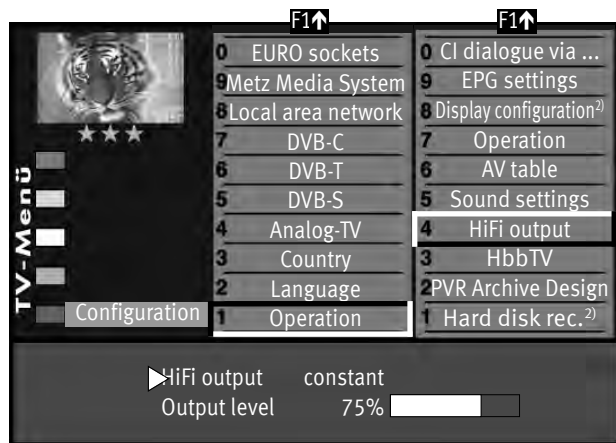 F1↑ F1↑
0 EURO sockets 0 CI dialogue via ...
9 Metz Media System 9 EPG settings
8 Local area network 8 Display configuration2)
7 DVB-C 7 Operation
6 DVB-T 6 AV table
5 DVB-S 5 Sound settings
4 Analog-TV 4 HiFi output
3 Country 3 HbbTV
2 Language 2 PVR Archive Design
Configuration 1 Operation 1 Hard disk rec.2)
TV-Menü
HiFi output constant
Output level 75%